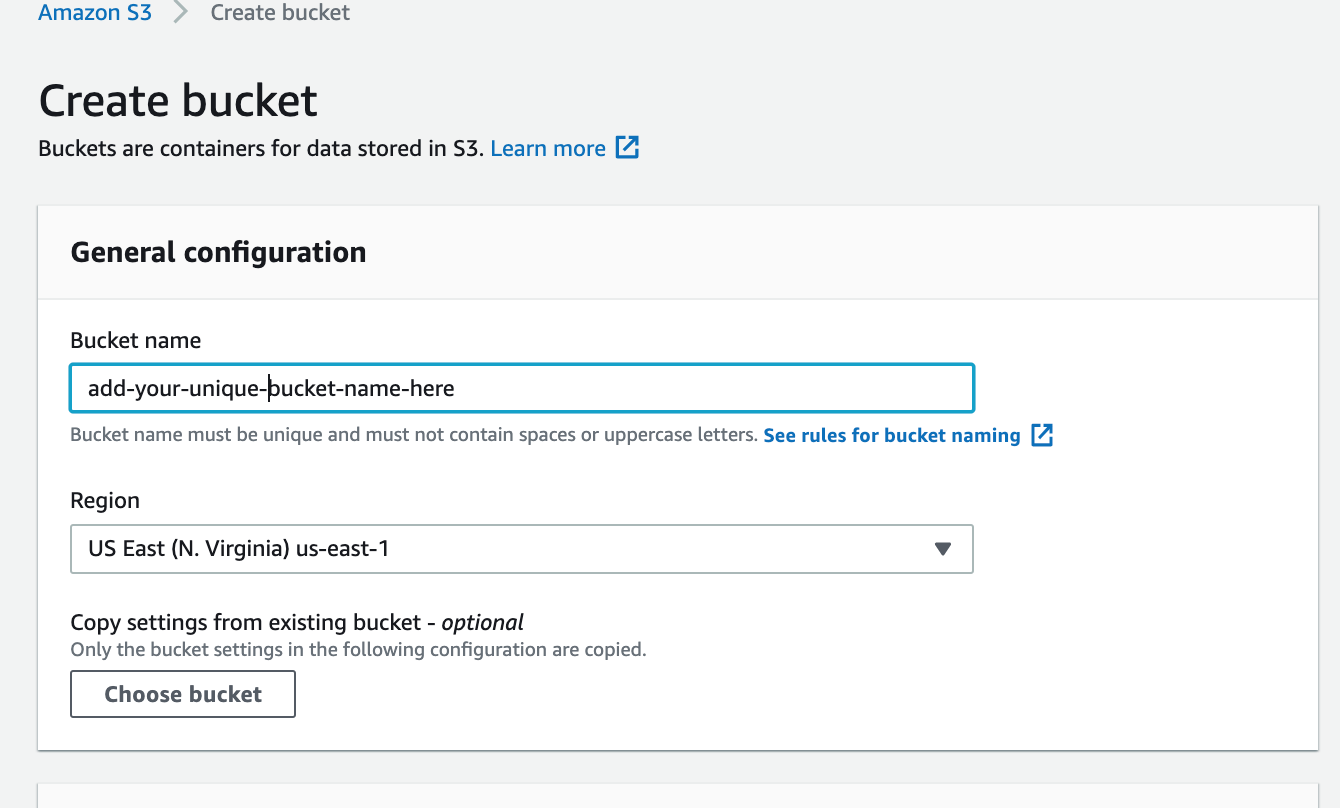 Amazon S3 > Create bucket
Create bucket
Buckets are containers for data stored in S3. Learn more
General configuration
Bucket name
add-your-unique-bucket-name-here
Bucket name must be unique and must not contain spaces or uppercase letters. See rules for bucket naming
Region
US East (N. Virginia) us-east-1
Copy settings from existing bucket - optional
Only the bucket settings in the following configuration are copied.
Choose bucket